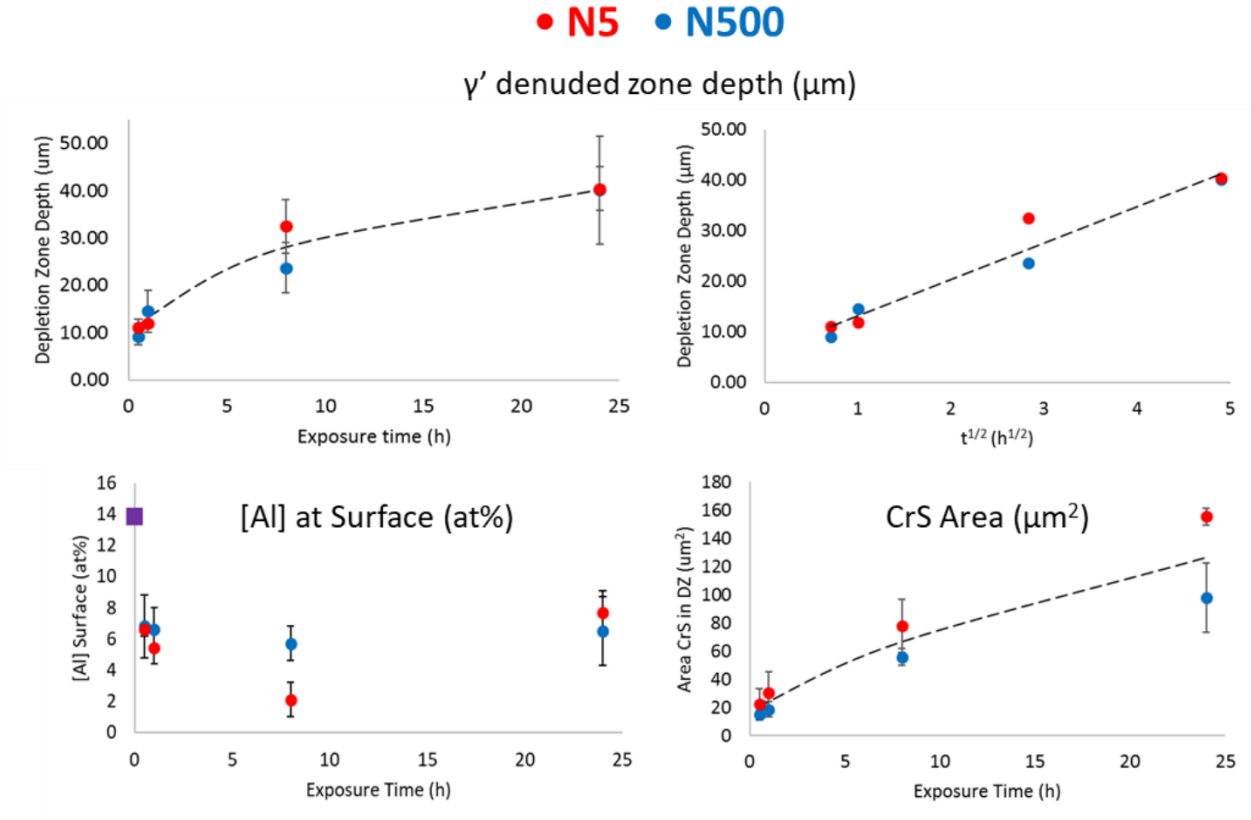 N5 N500
γ’ denuded zone depth (µm)
Depletion Zone Depth (um)
50.00
40.00
30.00
20.00
10.00
0.00
0 5 10 15 20 25
Exposure time (h)
Depletion Zone Depth (µm)
50.00
40.00
30.00
20.00
10.00
0.00
0 1 2 3 4 5
t1/2 (h1/2)
[Al] at Surface (at%)
[Al] Surface (at%)
16
14
12
10
8
6
4
2
0
0 5 10 15 20 25
Exposure Time (h)
CrS Area (µm2)
Area CrS in DZ (um2)
180
160
140
120
100
80
60
40
20
0
0 5 10 15 20 25
Exposure Time (h)